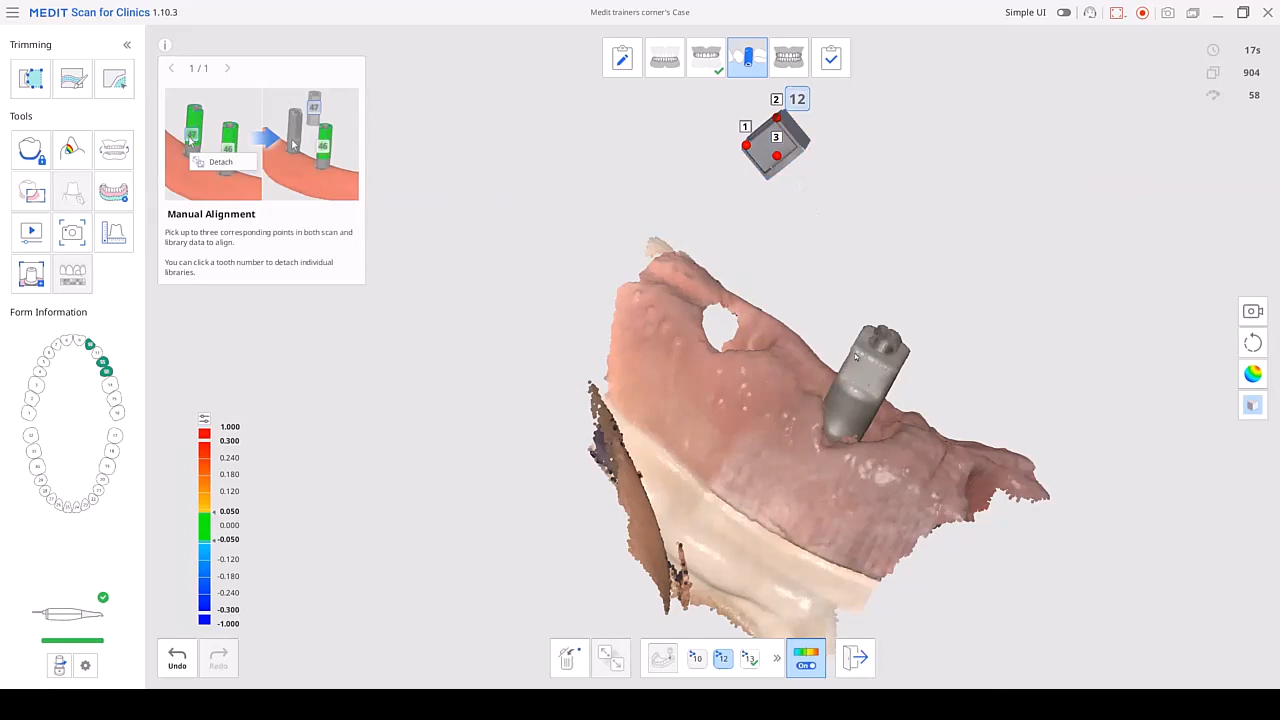 MEDIT Scan for Clinics 1.10.3
Medit trainers corner's Case
Simple UI
Trimming
1 / 1
47
46
Detach
47
46
Manual Alignment
Pick up to three corresponding points in both scan and
library data to align.
You can click a tooth number to detach individual
libraries.
Tools
Form Information
2
12
1
3
17s
904
58
1.000
0.300
0.240
0.180
0.120
0.050
0.000
-0.050
-0.120
-0.180
-0.240
-0.300
-1.000
Undo
Redo
10
12
13
On